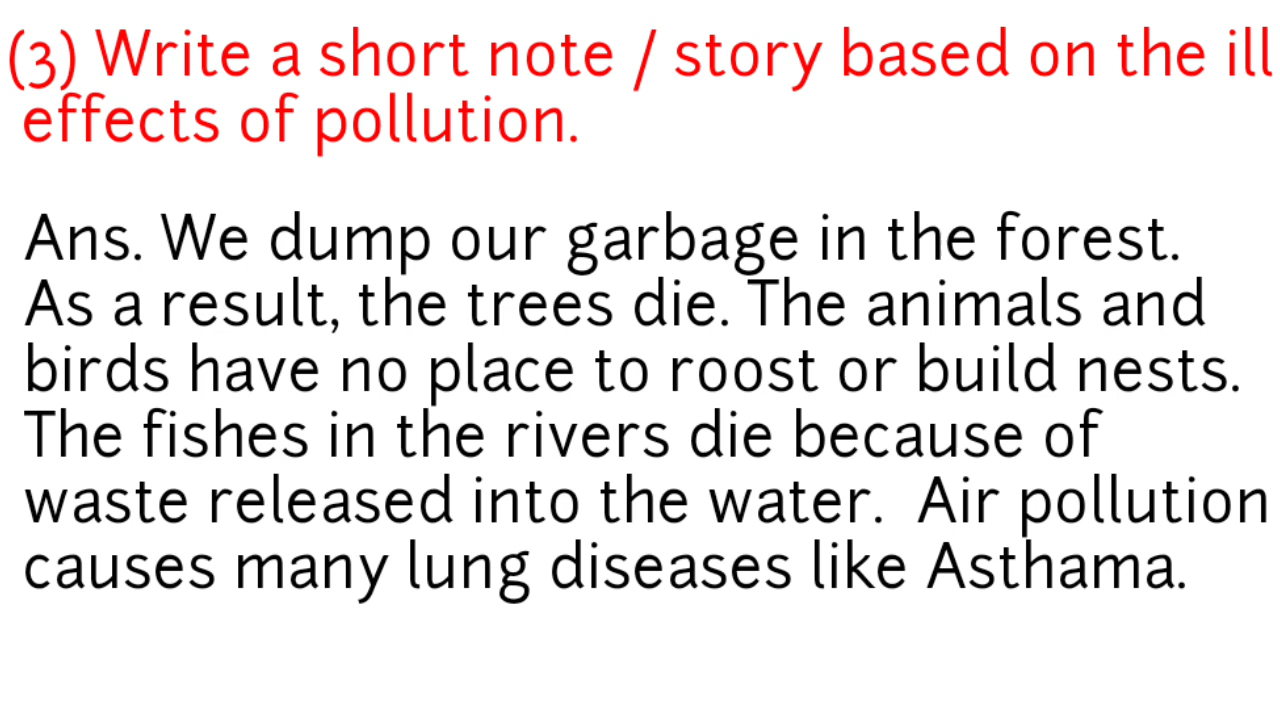 (3) Write a short note / story based on the ill
effects of pollution.
Ans. We dump our garbage in the forest.
As a result, the trees die. The animals and
birds have no place to roost or build nests.
The fishes in the rivers die because of
waste released into the water.  Air pollution
causes many lung diseases like Asthama.